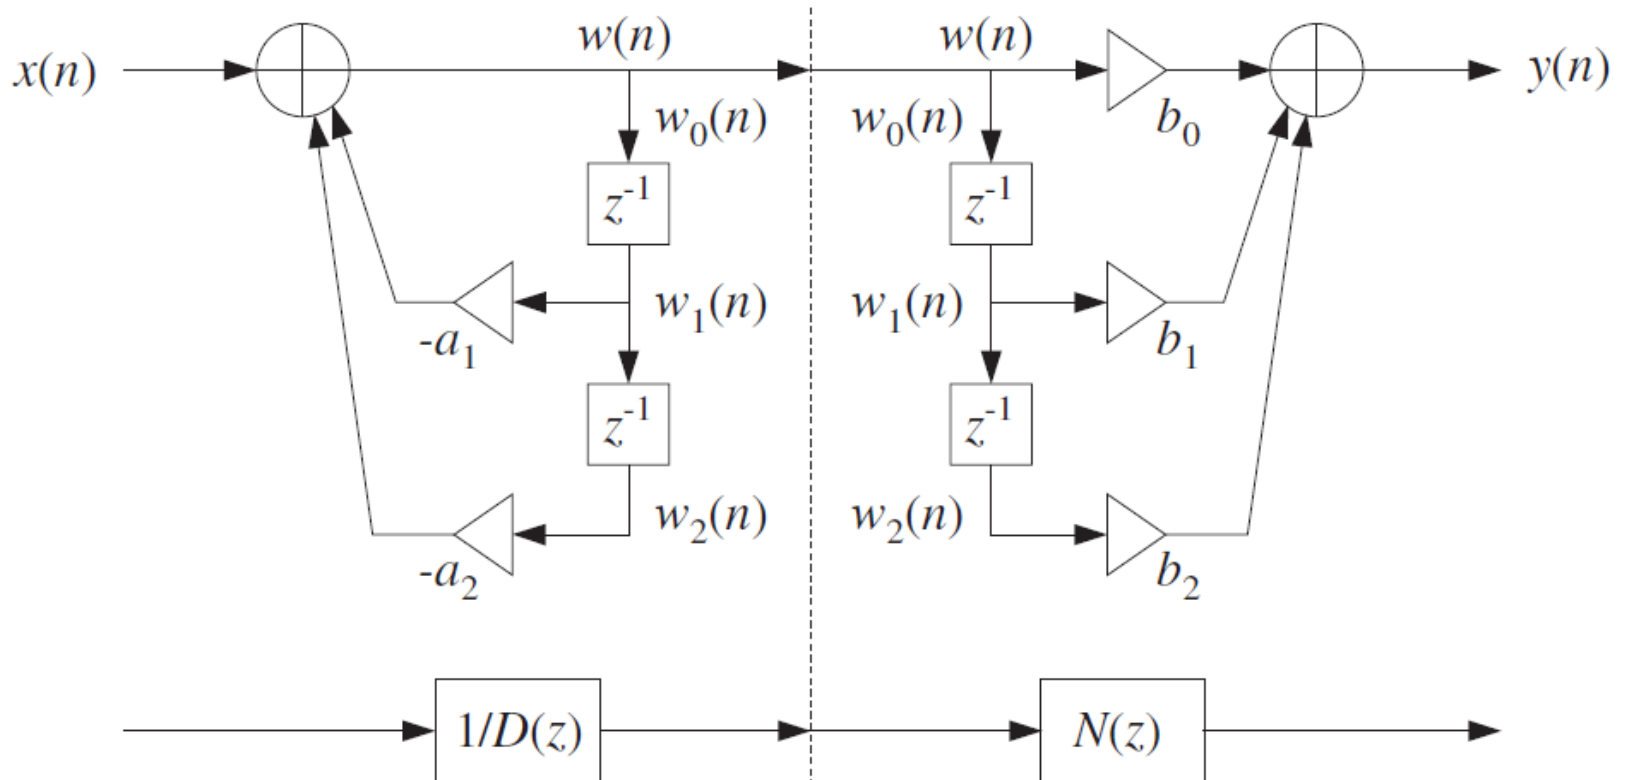 x(n) w(n) w(n) y(n)
w₀(n) w₀(n) b₀
z⁻¹ z⁻¹
w₁(n) w₁(n)
-a₁ b₁
z⁻¹ z⁻¹
w₂(n) w₂(n)
-a₂ b₂
1/D(z) N(z)